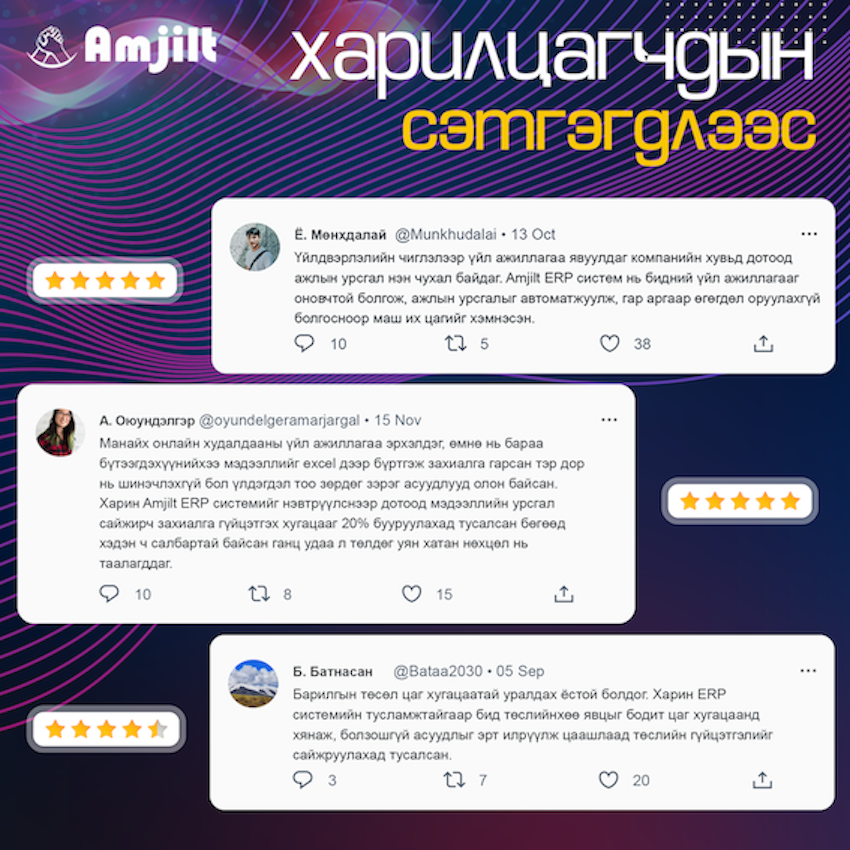 Amjilt
харилцагчдын
сэтгэгдлээс
Ё. Мөнхдалай @Munkhudalai • 13 Oct
Үйлдвэрлэлийн чиглэлээр үйл ажиллагаа явуулдаг компанийн хувьд дотоод
ажлын урсгал нэн чухал байдаг. Amjilt ERP систем нь бидний үйл ажиллагааг
оновчтой болгож, ажлын урсгалыг автоматжуулж, гар аргаар өгөгдөл оруулахгүй
болгосноор маш их цагийг хэмнэсэн.
10 5 38
А. Оюундэлгэр @oyundelgeramarjargal • 15 Nov
Манайх онлайн худалдааны үйл ажиллагаа эрхэлдэг, өмнө нь бараа
бүтээгдэхүүнийхээ мэдээллийг excel дээр бүртгэж захиалга гарсан тэр дор
нь шинэчлэхгүй бол үлдэгдэл тоо зөрдөг зэрэг асуудлууд олон байсан.
Харин Amjilt ERP системийг нэвтрүүлснээр дотоод мэдээллийн урсгал
сайжирч захиалга гүйцэтгэх хугацааг 20% бууруулахад тусалсан бөгөөд
хэдэн ч салбартай байсан ганц удаа л төлдөг уян хатан нөхцөл нь
таалагддаг.
10 8 15
Б. Батнасан @Bataa2030 • 05 Sep
Барилгын төсөл цаг хугацаатай уралдах ёстой болдог. Харин ERP
системийн тусламжтайгаар бид төслийнхөө явцыг бодит цаг хугацаанд
хянаж, болзошгүй асуудлыг эрт илрүүлж цаашлаад төслийн гүйцэтгэлийг
сайжруулахад тусалсан.
3 7 20